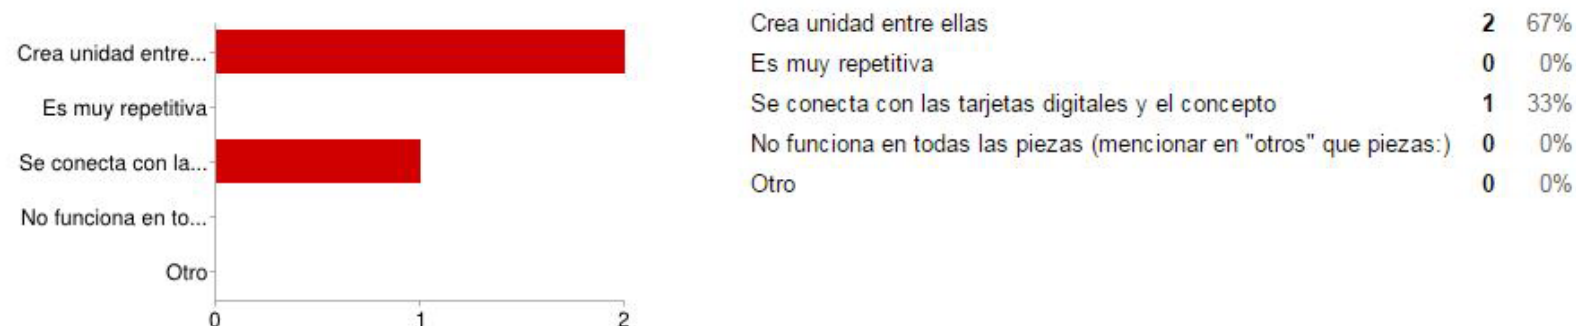 Crea unidad entre...
Es muy repetitiva
Se conecta con la...
No funciona en to...
Otro
0 1 2
Crea unidad entre ellas 2 67%
Es muy repetitiva 0 0%
Se conecta con las tarjetas digitales y el concepto 1 33%
No funciona en todas las piezas (mencionar en "otros" que piezas:) 0 0%
Otro 0 0%